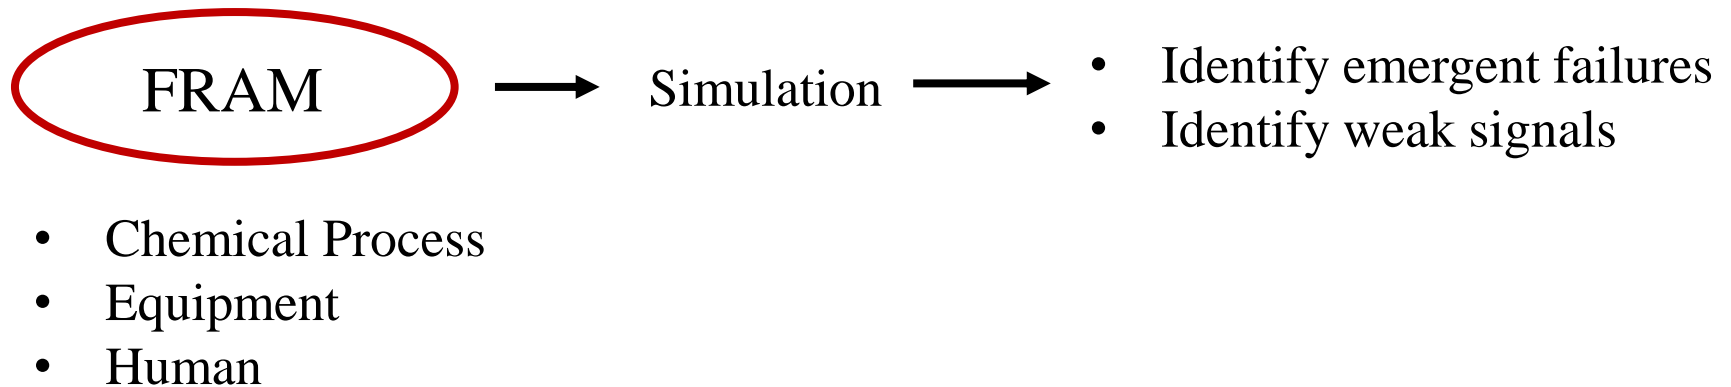 FRAM
Simulation
• Identify emergent failures
• Identify weak signals
• Chemical Process
• Equipment
• Human